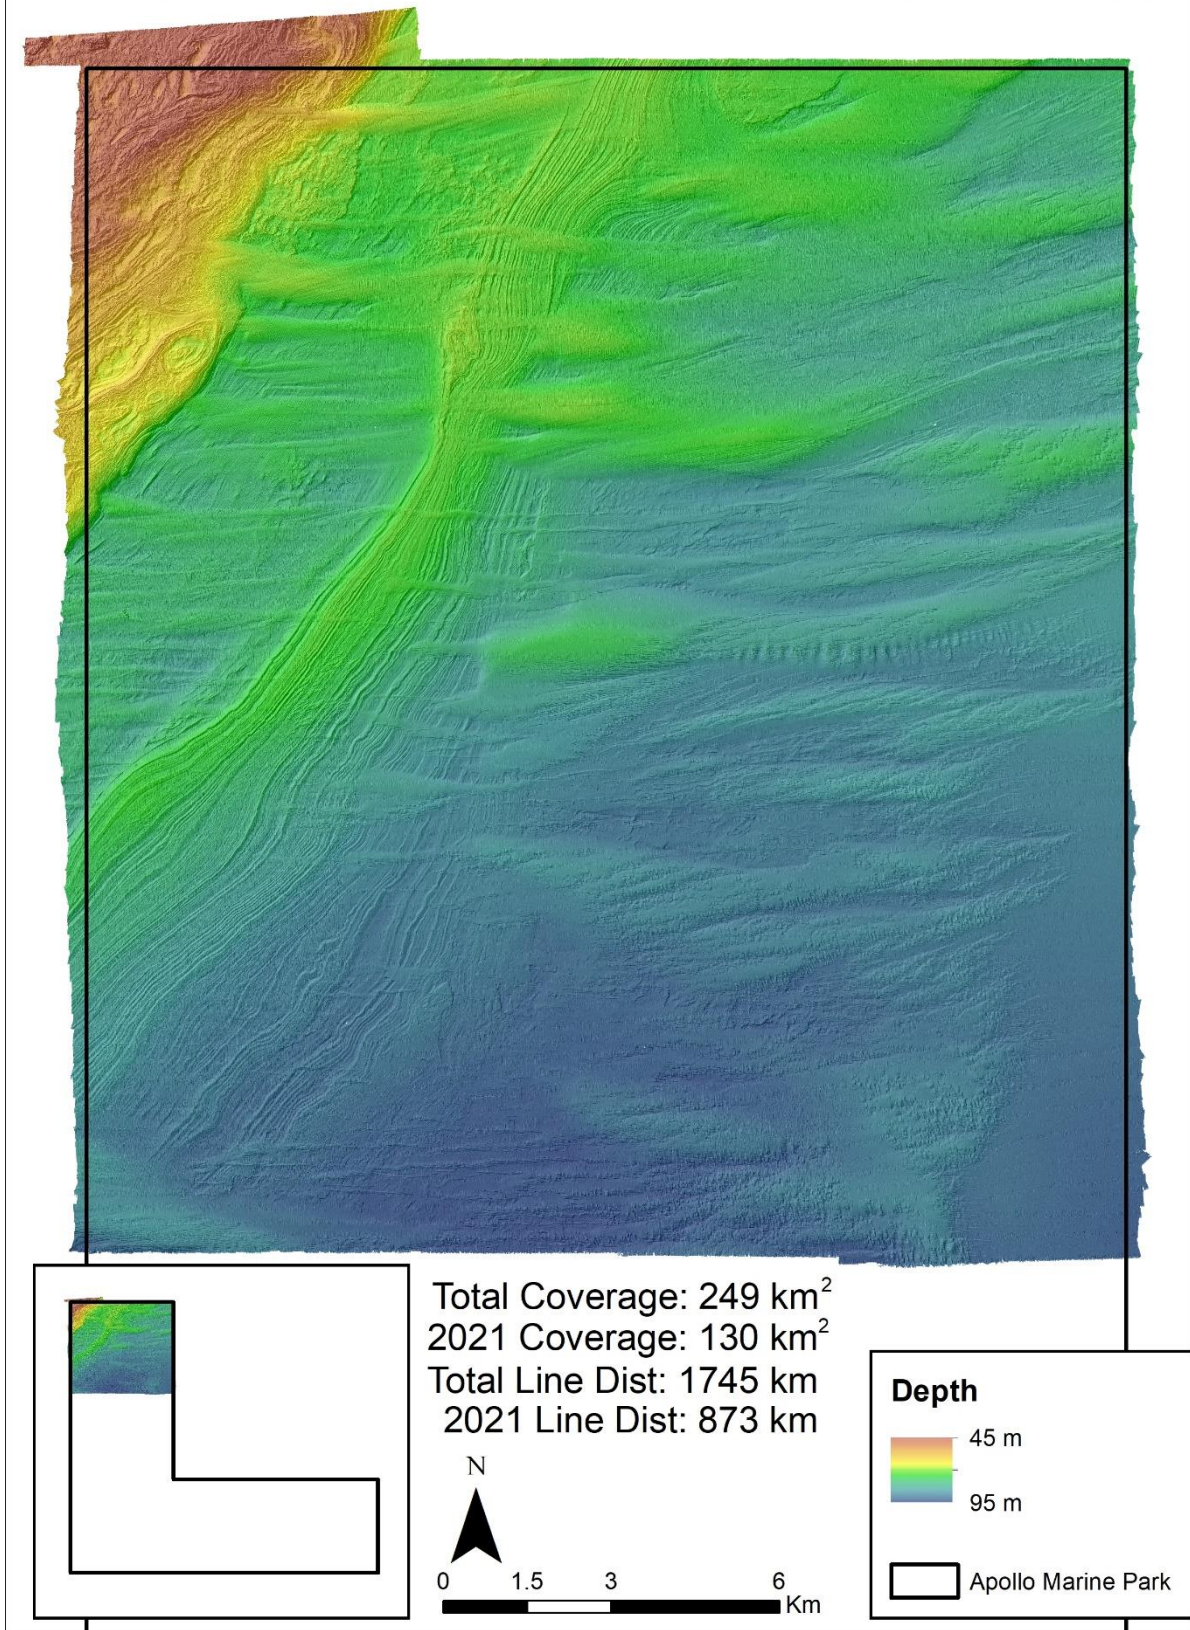 Total Coverage: 249 km²
2021 Coverage: 130 km²
Total Line Dist: 1745 km
2021 Line Dist: 873 km
N
0 1.5 3 6
Km
Depth
45 m
95 m
Apollo Marine Park